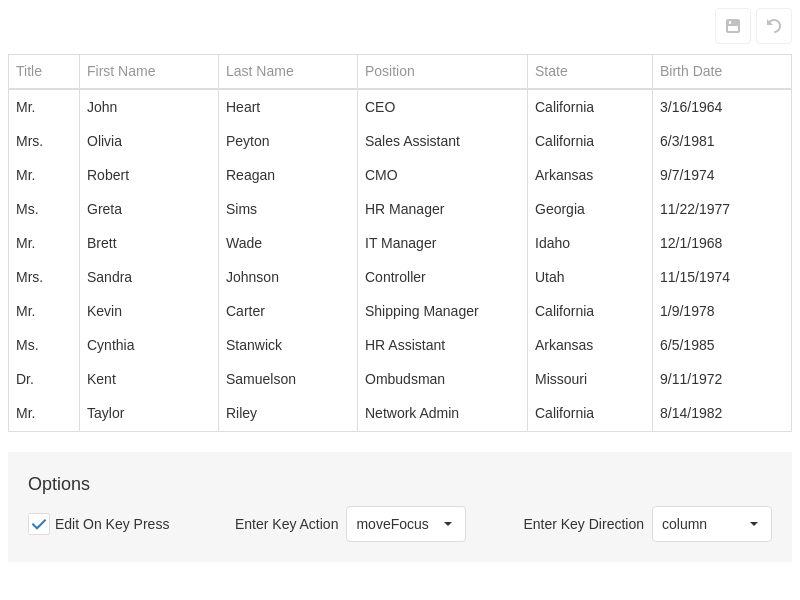 Title First Name Last Name Position State Birth Date
Mr. John Heart CEO California 3/16/1964
Mrs. Olivia Peyton Sales Assistant California 6/3/1981
Mr. Robert Reagan CMO Arkansas 9/7/1974
Ms. Greta Sims HR Manager Georgia 11/22/1977
Mr. Brett Wade IT Manager Idaho 12/1/1968
Mrs. Sandra Johnson Controller Utah 11/15/1974
Mr. Kevin Carter Shipping Manager California 1/9/1978
Ms. Cynthia Stanwick HR Assistant Arkansas 6/5/1985
Dr. Kent Samuelson Ombudsman Missouri 9/11/1972
Mr. Taylor Riley Network Admin California 8/14/1982
Options
Edit On Key Press Enter Key Action moveFocus Enter Key Direction column